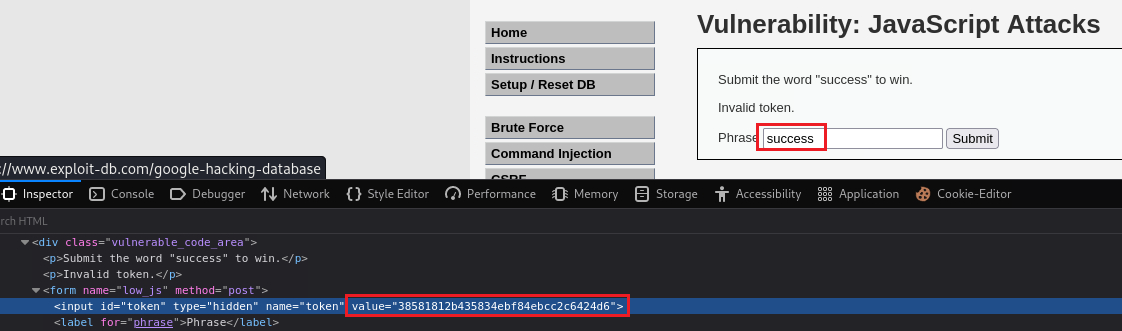 Vulnerability: JavaScript Attacks
Home
Instructions
Setup / Reset DB
Brute Force
Command Injection
CSRF
Submit the word "success" to win.
Invalid token.
Phrase success Submit
://www.exploit-db.com/google-hacking-database
Inspector Console Debugger Network Style Editor Performance Memory Storage Accessibility Application Cookie-Editor
rch HTML
<div class="vulnerable_code_area">
<p>Submit the word "success" to win.</p>
<p>Invalid token.</p>
<form name="low_js" method="post">
<input id="token" type="hidden" name="token" value="38581812b435834ebf84ebcc2c6424d6">
<label for="phrase">Phrase</label>